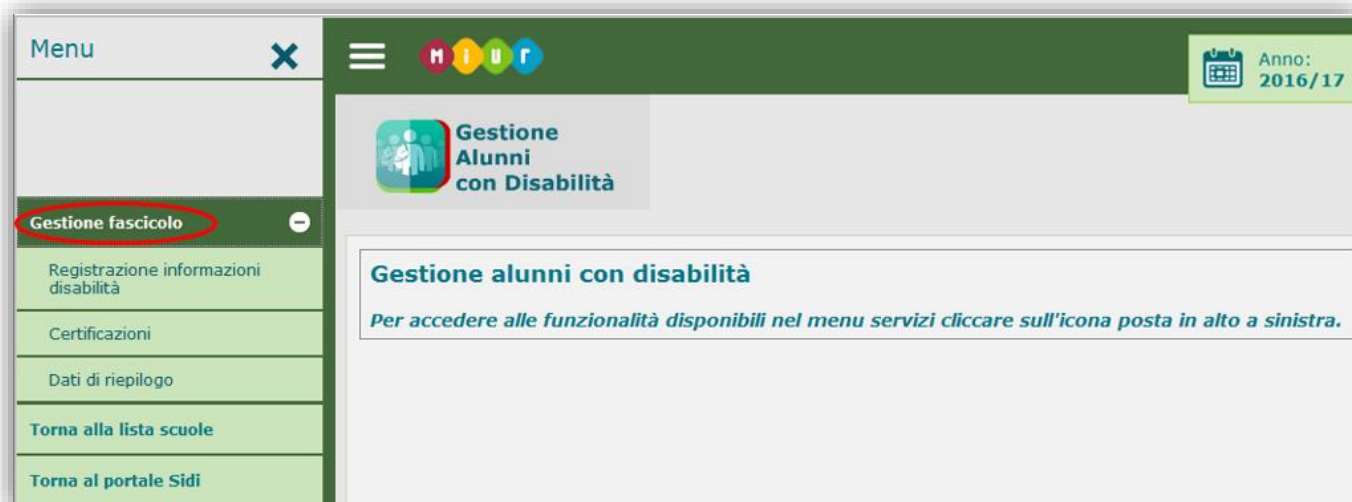 Menu
MIUr
Anno:
2016/17
Gestione
Alunni
con Disabilità
Gestione fascicolo
Registrazione informazioni
disabilità
Certificazioni
Dati di riepilogo
Torna alla lista scuole
Torna al portale Sidi
Gestione alunni con disabilità
Per accedere alle funzionalità disponibili nel menu servizi cliccare sull'icona posta in alto a sinistra.